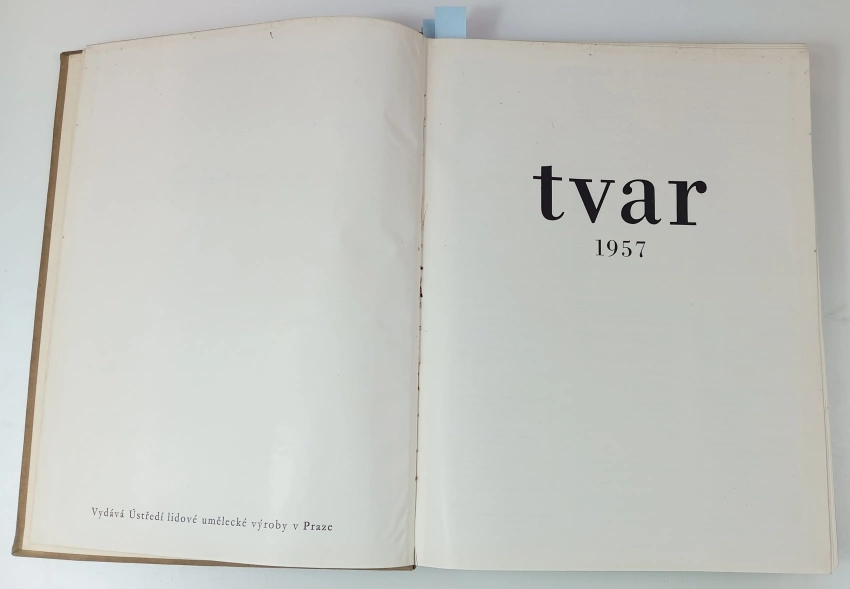 Vydává Ústředí lidové umělecké výroby v Praze
tvar
1957